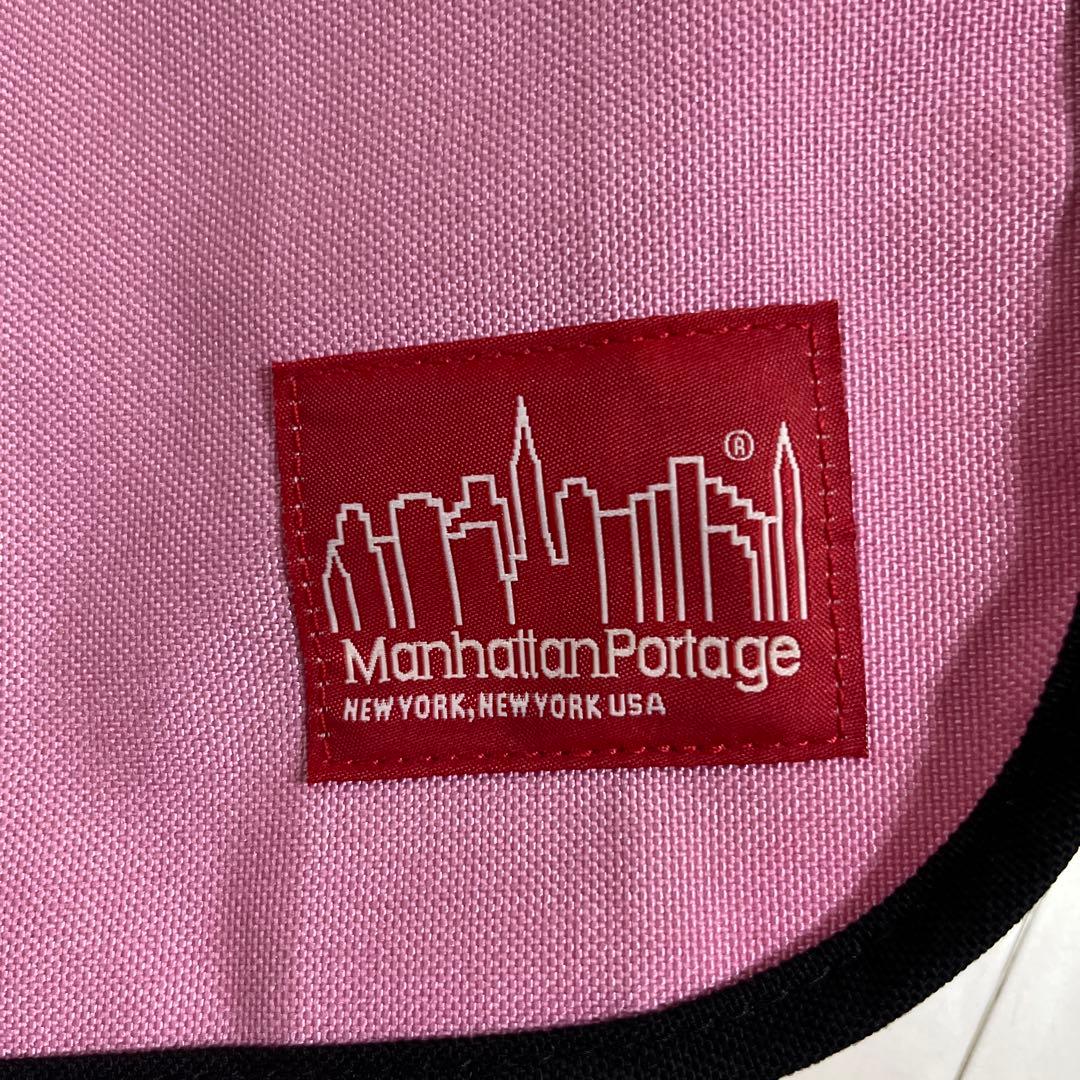 ®
ManhattanPortage
NEW YORK, NEW YORK USA